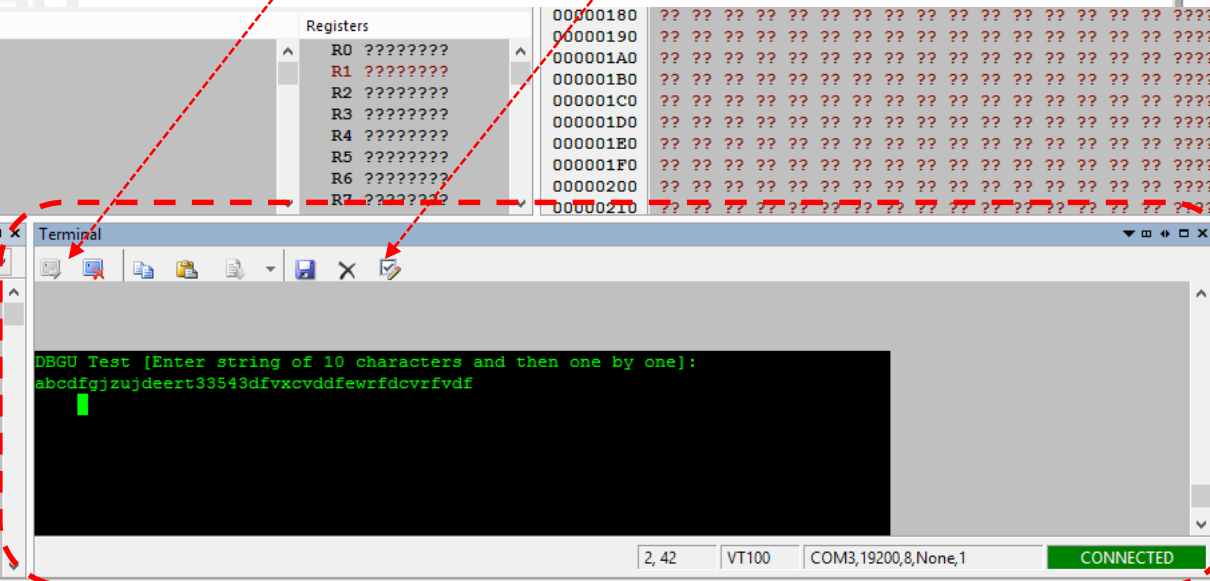 Registers
R0 ????????
R1 ????????
R2 ????????
R3 ????????
R4 ????????
R5 ????????
R6 ????????
R7 ????????
00000180 ?? ?? ?? ?? ?? ?? ?? ?? ?? ?? ?? ?? ?? ?? ?? ?? ????
00000190 ?? ?? ?? ?? ?? ?? ?? ?? ?? ?? ?? ?? ?? ?? ?? ?? ????
000001A0 ?? ?? ?? ?? ?? ?? ?? ?? ?? ?? ?? ?? ?? ?? ?? ?? ????
000001B0 ?? ?? ?? ?? ?? ?? ?? ?? ?? ?? ?? ?? ?? ?? ?? ?? ????
000001C0 ?? ?? ?? ?? ?? ?? ?? ?? ?? ?? ?? ?? ?? ?? ?? ?? ????
000001D0 ?? ?? ?? ?? ?? ?? ?? ?? ?? ?? ?? ?? ?? ?? ?? ?? ????
000001E0 ?? ?? ?? ?? ?? ?? ?? ?? ?? ?? ?? ?? ?? ?? ?? ?? ????
000001F0 ?? ?? ?? ?? ?? ?? ?? ?? ?? ?? ?? ?? ?? ?? ?? ?? ????
00000200 ?? ?? ?? ?? ?? ?? ?? ?? ?? ?? ?? ?? ?? ?? ?? ?? ????
00000210 ?? ?? ?? ?? ?? ?? ?? ?? ?? ?? ?? ?? ?? ?? ?? ?? ????
Terminal
DBGU Test [Enter string of 10 characters and then one by one]:
abcdfgjzujdeert33543dfvxcvddfewrfdcvrfvdf
2, 42 VT100 COM3,19200,8,None,1 CONNECTED